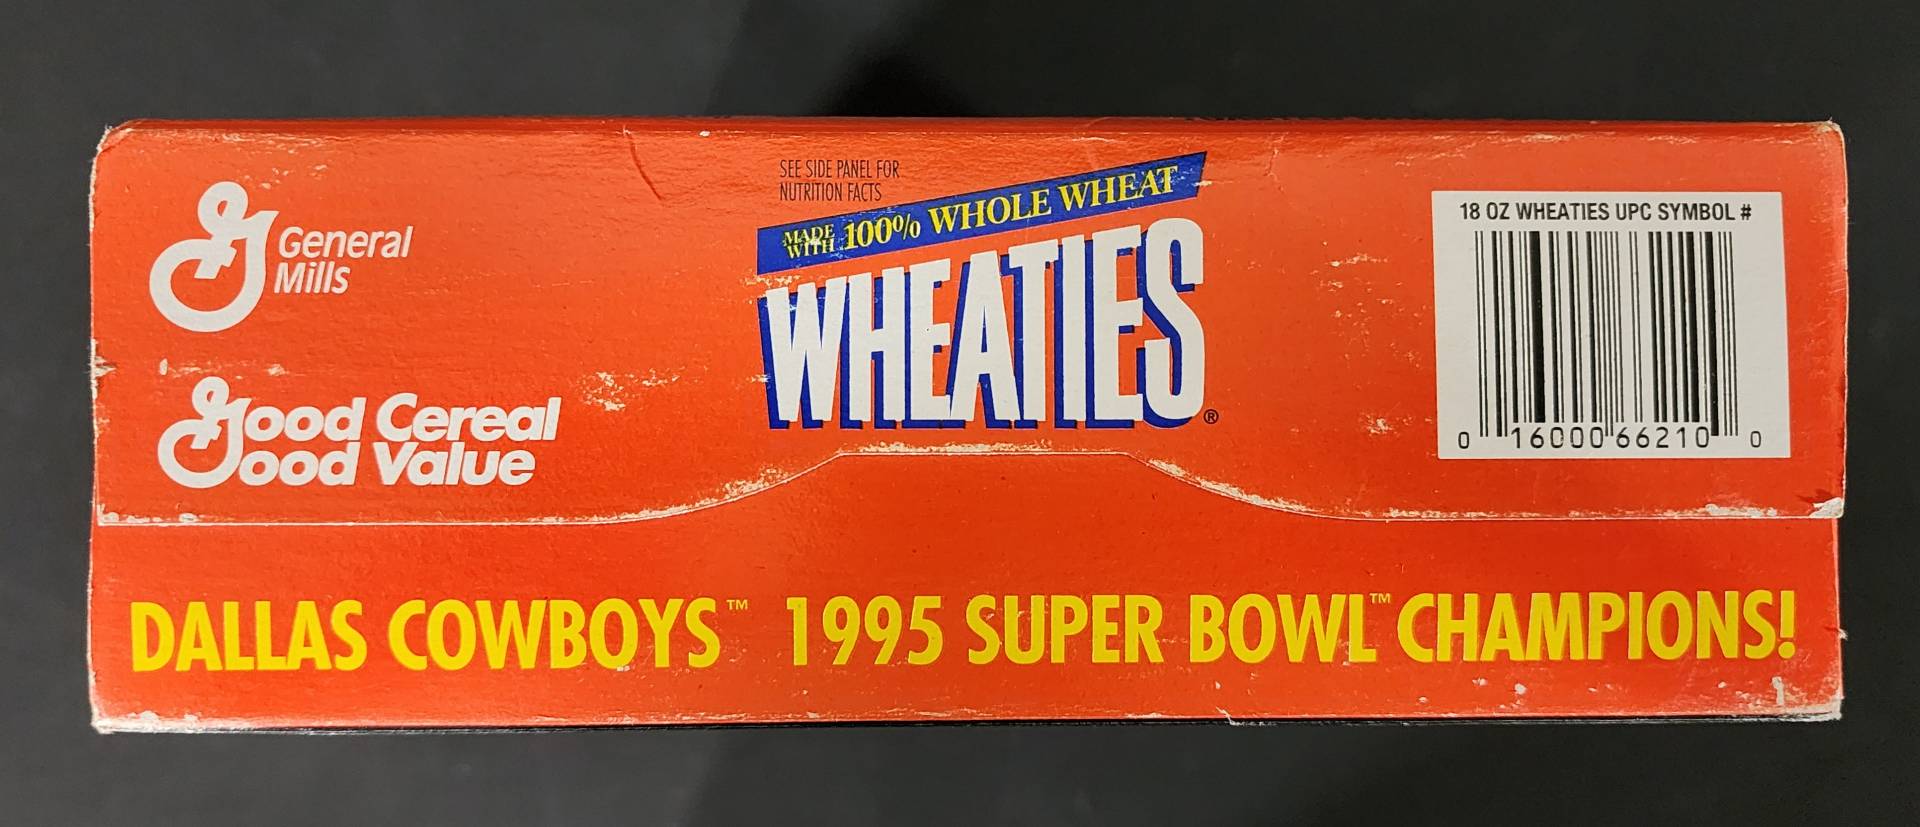 General
Mills
Good Cereal
Good Value
SEE SIDE PANEL FOR
NUTRITION FACTS
MADE WITH 100% WHOLE WHEAT
WHEATIES®
18 OZ WHEATIES UPC SYMBOL #
0 16000 66210 0
DALLAS COWBOYS™ 1995 SUPER BOWL™ CHAMPIONS!